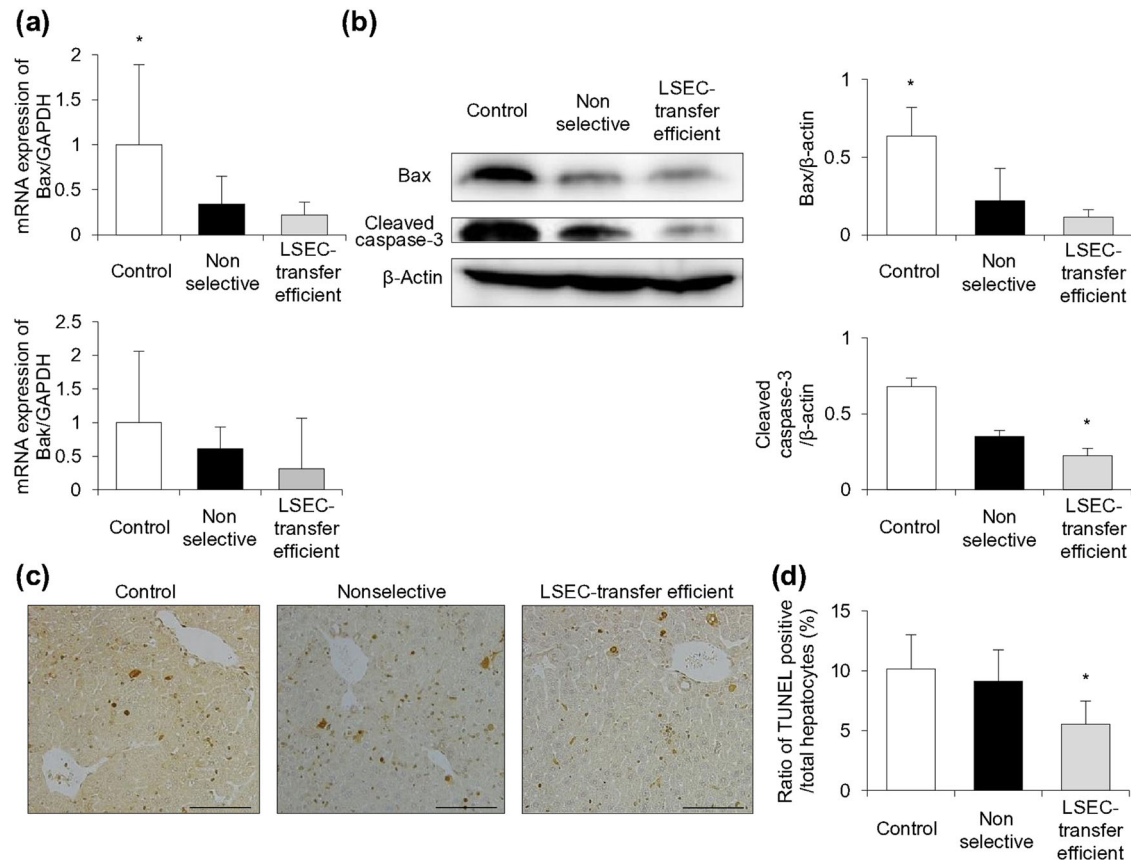 (a)
mRNA expression of
Bax/GAPDH
2
1.5
1
0.5
0
*
Control
Non
selective
LSEC-
transfer
efficient
mRNA expression of
Bak/GAPDH
2.5
2
1.5
1
0.5
0
Control
Non
selective
LSEC-
transfer
efficient
(b)
Control
Non
selective
LSEC-
transfer
efficient
Bax
Cleaved
caspase-3
β-Actin
Bax/β-actin
1
0.5
0
*
Control
Non
selective
LSEC-
transfer
efficient
Cleaved
caspase-3
/β-actin
1
0.5
0
*
Control
Non
selective
LSEC-
transfer
efficient
(c)
Control
Nonselective
LSEC-transfer efficient
(d)
Ratio of TUNEL positive
/total hepatocytes (%)
15
10
5
0
*
Control
Non
selective
LSEC-
transfer
efficient